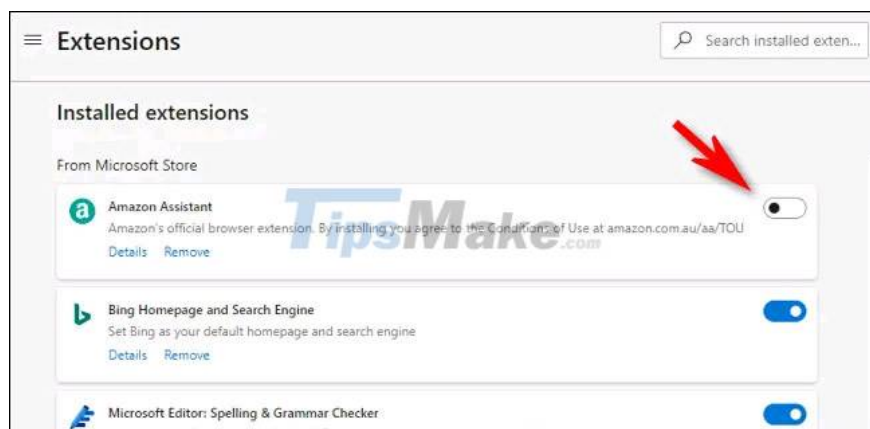 Extensions
Search installed exten...
Installed extensions
From Microsoft Store
Amazon Assistant
Amazon's official browser extension. By installing you agree to the Conditions of Use at amazon.com.au/aa/TOU
Details Remove
TipsMake.com
Bing Homepage and Search Engine
Set Bing as your default homepage and search engine
Details Remove
Microsoft Editor: Spelling & Grammar Checker